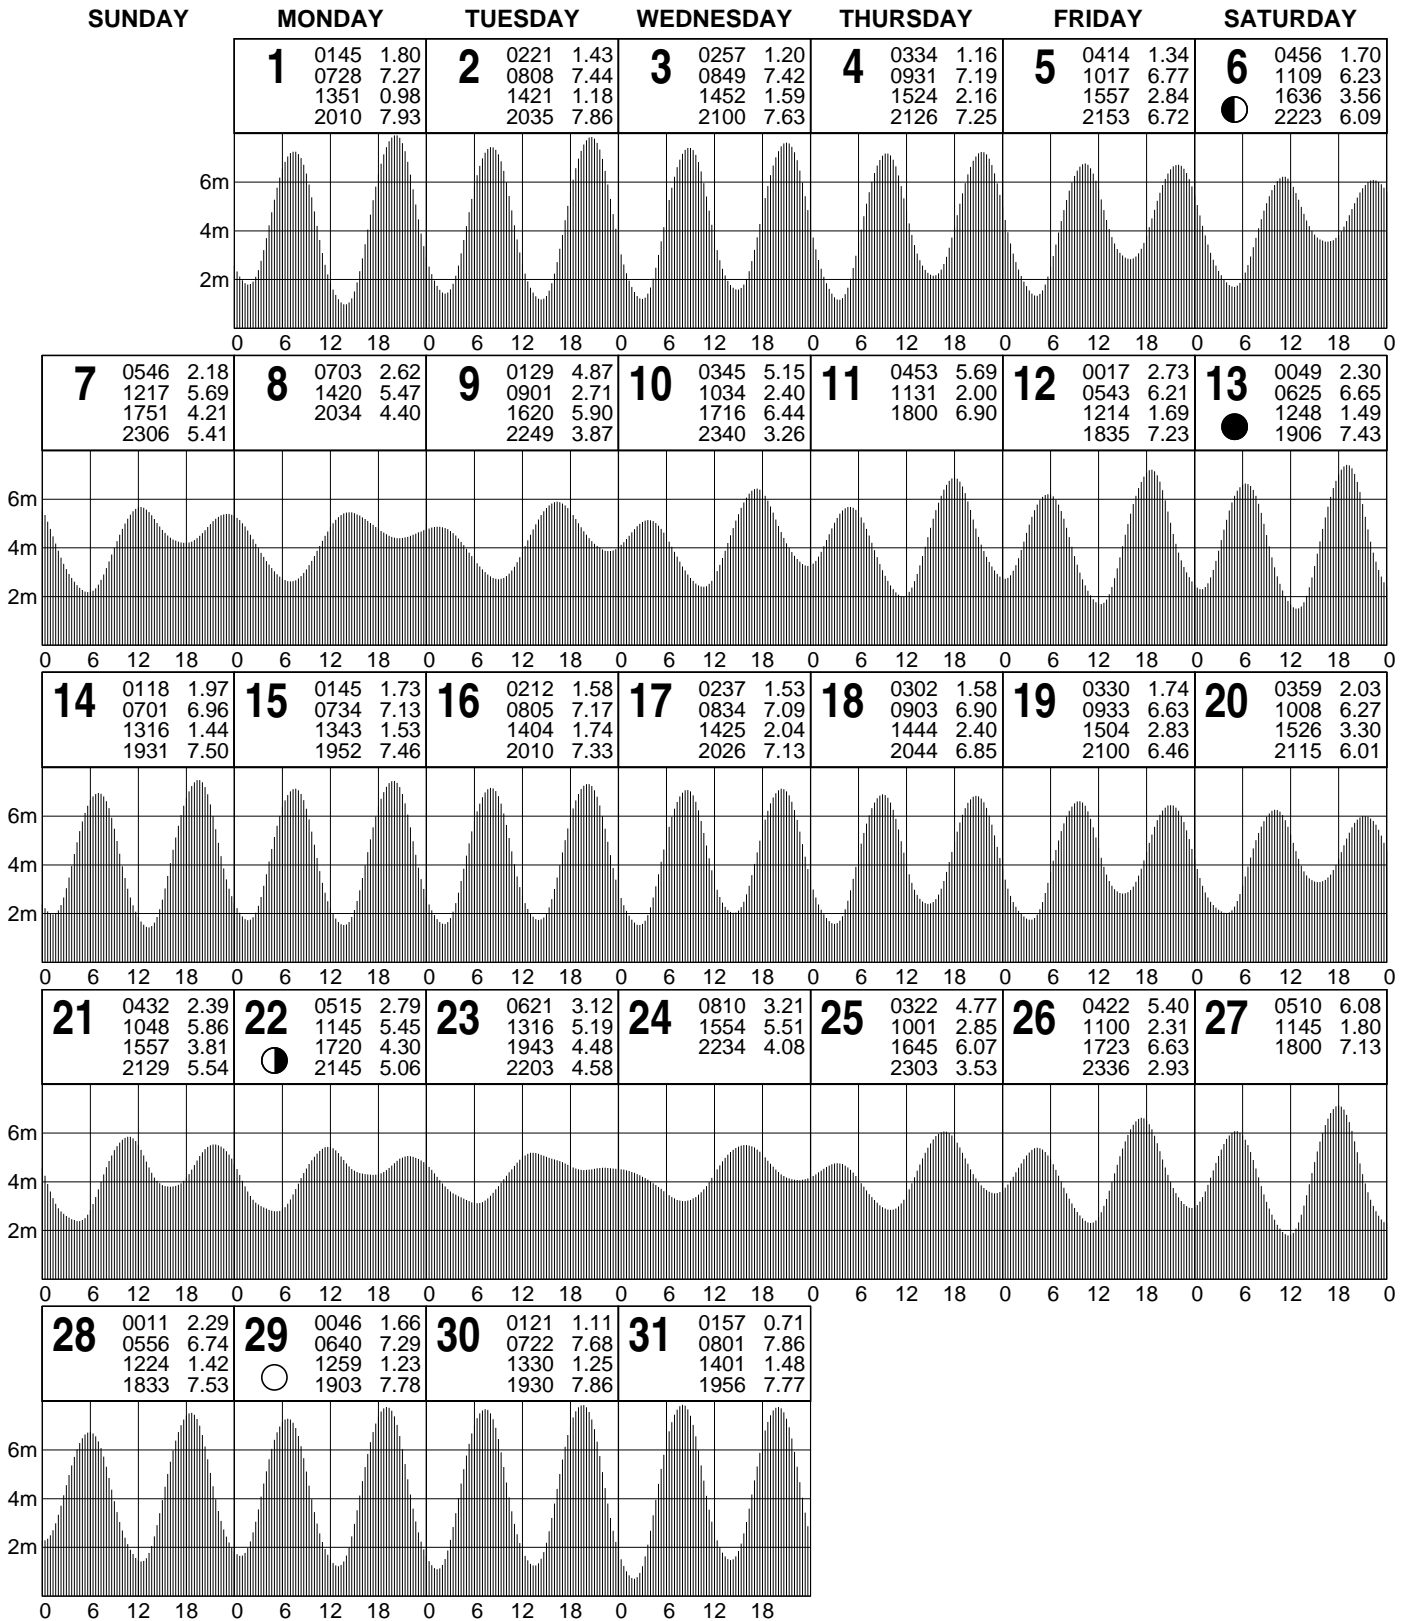 SUNDAY MONDAY TUESDAY WEDNESDAY THURSDAY FRIDAY SATURDAY
1 0145 1.80 2 0221 1.43 3 0257 1.20 4 0334 1.16 5 0414 1.34 6 0456 1.70
0728 7.27 0808 7.44 0849 7.42 0931 7.19 1017 6.77 1109 6.23
1351 0.98 1421 1.18 1452 1.59 1524 2.16 1557 2.84 1636 3.56
2010 7.93 2035 7.86 2100 7.63 2126 7.25 2153 6.72 2223 6.09
6m
4m
2m
0 6 12 18 0 6 12 18 0 6 12 18 0 6 12 18 0 6 12 18 0 6 12 18 0
7 0546 2.18 8 0703 2.62 9 0129 4.87 10 0345 5.15 11 0453 5.69 12 0017 2.73 13 0049 2.30
1217 5.69 1420 5.47 0901 2.71 1034 2.40 1131 2.00 0543 6.21 0625 6.65
1751 4.21 2034 4.40 1620 5.90 1716 6.44 1800 6.90 1214 1.69 1248 1.49
2306 5.41 2249 3.87 2340 3.26 1835 7.23 1906 7.43
6m
4m
2m
0 6 12 18 0 6 12 18 0 6 12 18 0 6 12 18 0 6 12 18 0 6 12 18 0 6 12 18 0
14 0118 1.97 15 0145 1.73 16 0212 1.58 17 0237 1.53 18 0302 1.58 19 0330 1.74 20 0359 2.03
0701 6.96 0734 7.13 0805 7.17 0834 7.09 0903 6.90 0933 6.63 1008 6.27
1316 1.44 1343 1.53 1404 1.74 1425 2.04 1444 2.40 1504 2.83 1526 3.30
1931 7.50 1952 7.46 2010 7.33 2026 7.13 2044 6.85 2100 6.46 2115 6.01
6m
4m
2m
0 6 12 18 0 6 12 18 0 6 12 18 0 6 12 18 0 6 12 18 0 6 12 18 0 6 12 18 0
21 0432 2.39 22 0515 2.79 23 0621 3.12 24 0810 3.21 25 0322 4.77 26 0422 5.40 27 0510 6.08
1048 5.86 1145 5.45 1316 5.19 1554 5.51 1001 2.85 1100 2.31 1145 1.80
1557 3.81 1720 4.30 1943 4.48 2234 4.08 1645 6.07 1723 6.63 1800 7.13
2129 5.54 2145 5.06 2203 4.58 2303 3.53 2336 2.93
6m
4m
2m
0 6 12 18 0 6 12 18 0 6 12 18 0 6 12 18 0 6 12 18 0 6 12 18 0 6 12 18 0
28 0011 2.29 29 0046 1.66 30 0121 1.11 31 0157 0.71
0556 6.74 0640 7.29 0722 7.68 0801 7.86
1224 1.42 1259 1.23 1330 1.25 1401 1.48
1833 7.53 1903 7.78 1930 7.86 1956 7.77
6m
4m
2m
0 6 12 18 0 6 12 18 0 6 12 18 0 6 12 18